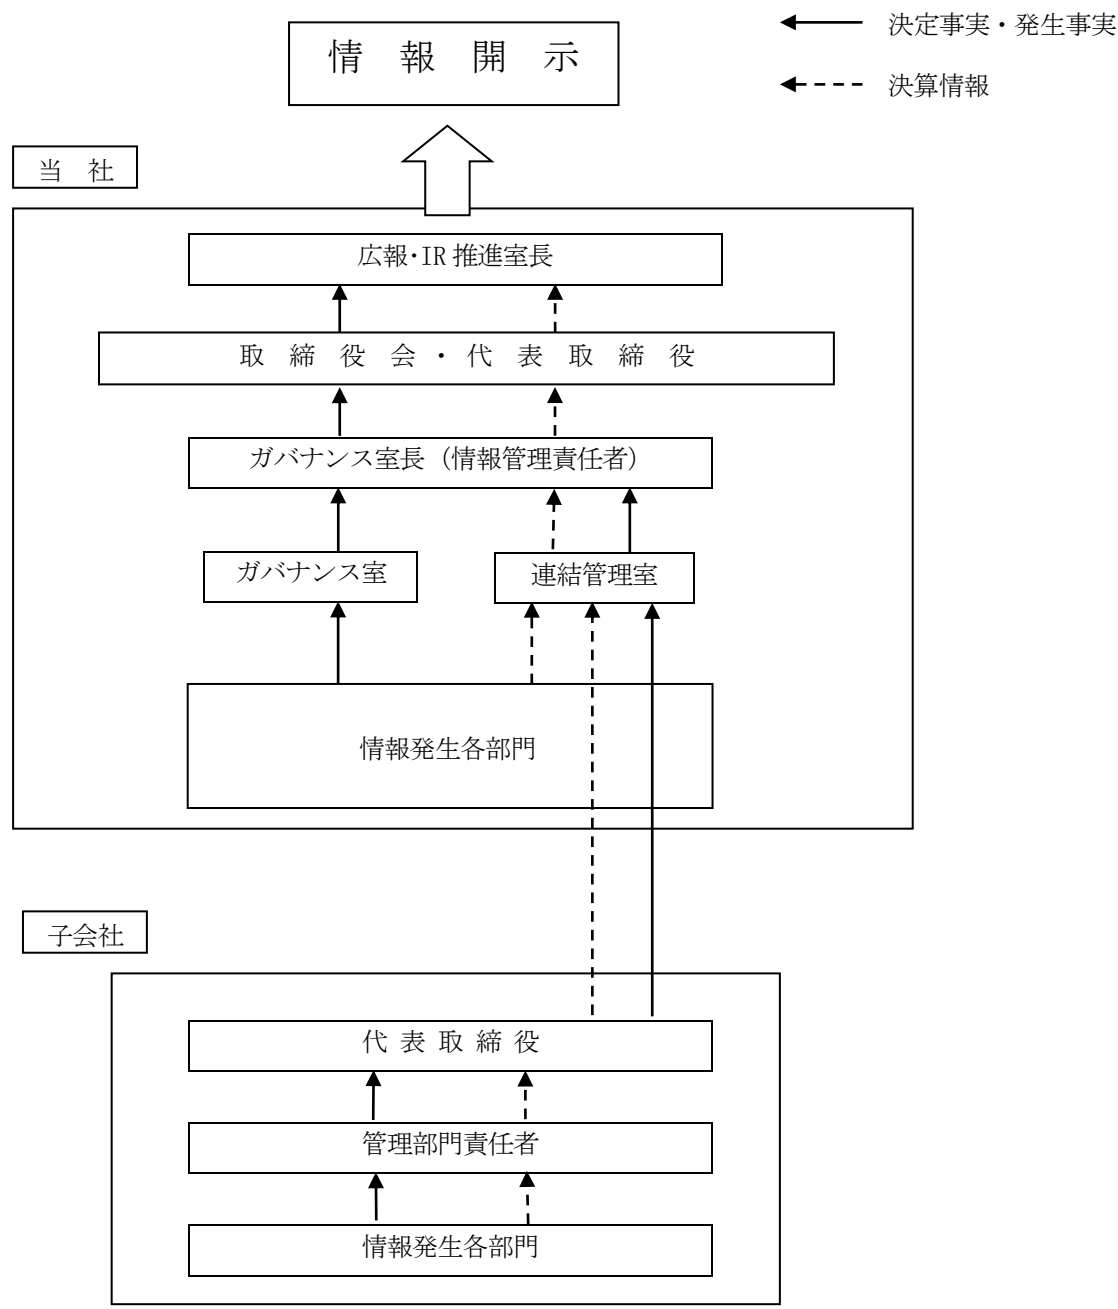 情　報　開　示
決定事実・発生事実
決算情報
当　社
広報・IR 推進室長
取　締　役　会　・　代　表　取　締　役
ガバナンス室長（情報管理責任者）
ガバナンス室
連結管理室
情報発生各部門
子会社
代 表 取 締 役
管理部門責任者
情報発生各部門